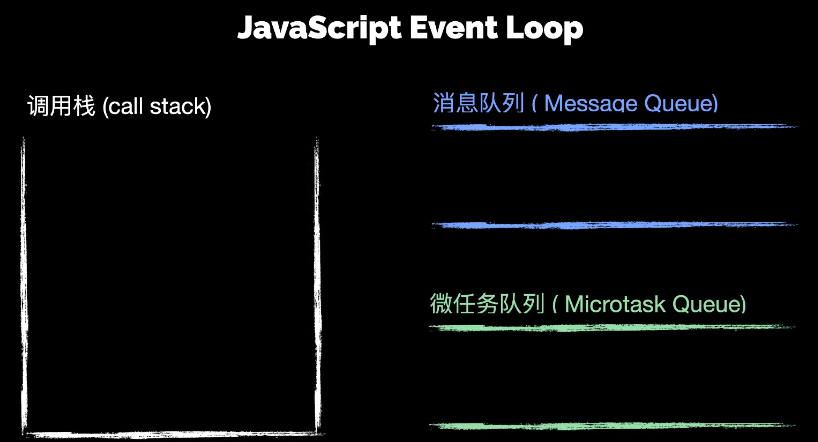 JavaScript Event Loop
调用栈 (call stack)
消息队列 ( Message Queue)
微任务队列 ( Microtask Queue)